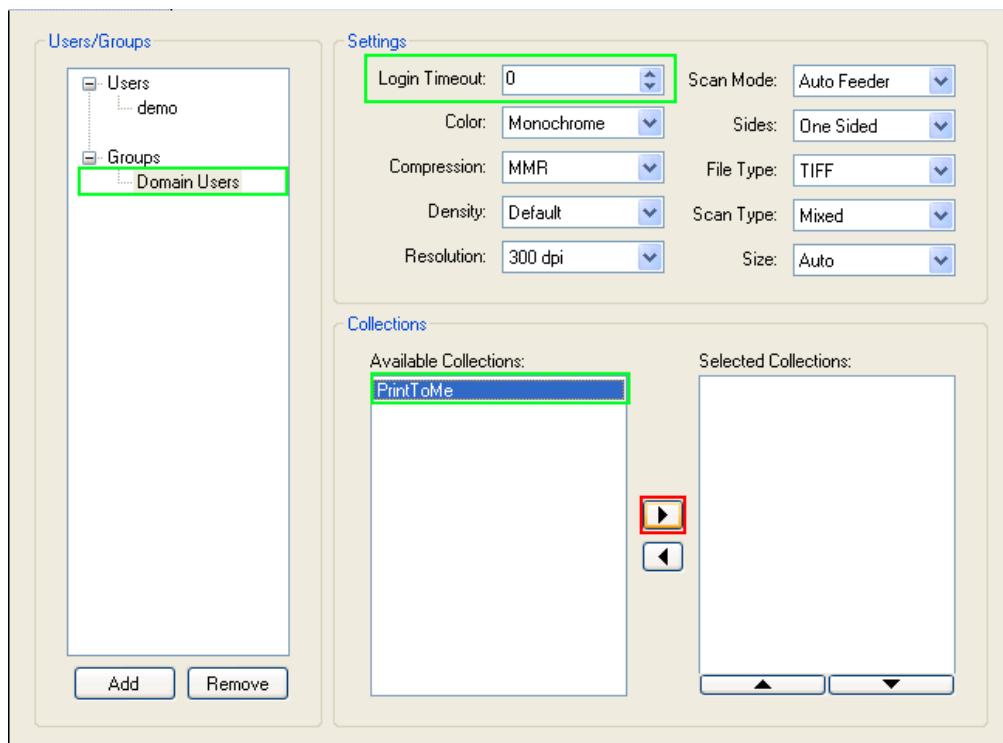 Users/Groups
Users
demo
Groups
Domain Users
Add
Remove
Settings
Login Timeout: 0
Color: Monochrome
Compression: MMR
Density: Default
Resolution: 300 dpi
Scan Mode: Auto Feeder
Sides: One Sided
File Type: TIFF
Scan Type: Mixed
Size: Auto
Collections
Available Collections:
PrintToMe
Selected Collections: